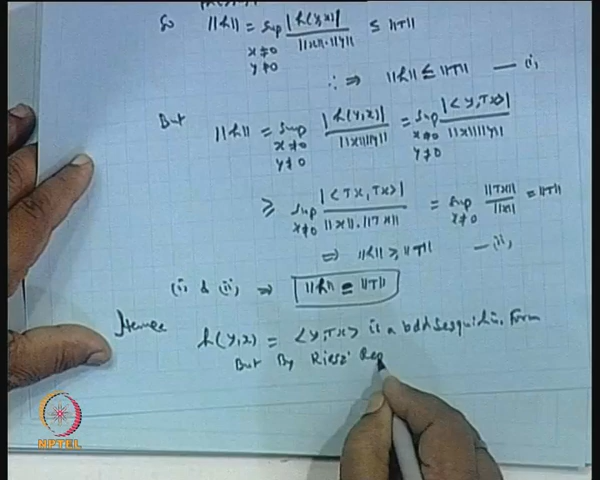 So ||h|| = sup |h(y,x)| / ||x||·||y|| ≤ ||T||
x≠0
y≠0
∴ ⇒ ||h|| ≤ ||T|| — (i)
But ||h|| = sup |h(y,x)| / ||x|| ||y|| = sup |<y,Tx>| / ||x|| ||y||
x≠0 x≠0
y≠0 y≠0
≥ sup |<Tx,Tx>| / ||x||·||Tx|| = sup ||Tx|| / ||x|| = ||T||
x≠0 x≠0
⇒ ||h|| ≥ ||T|| — (ii)
(i) & (ii) ⇒ ||h|| = ||T||
Hence h(y,x) = <y,Tx> is a bdd Sesquilin. Form
But By Riesz' Rep
NPTEL